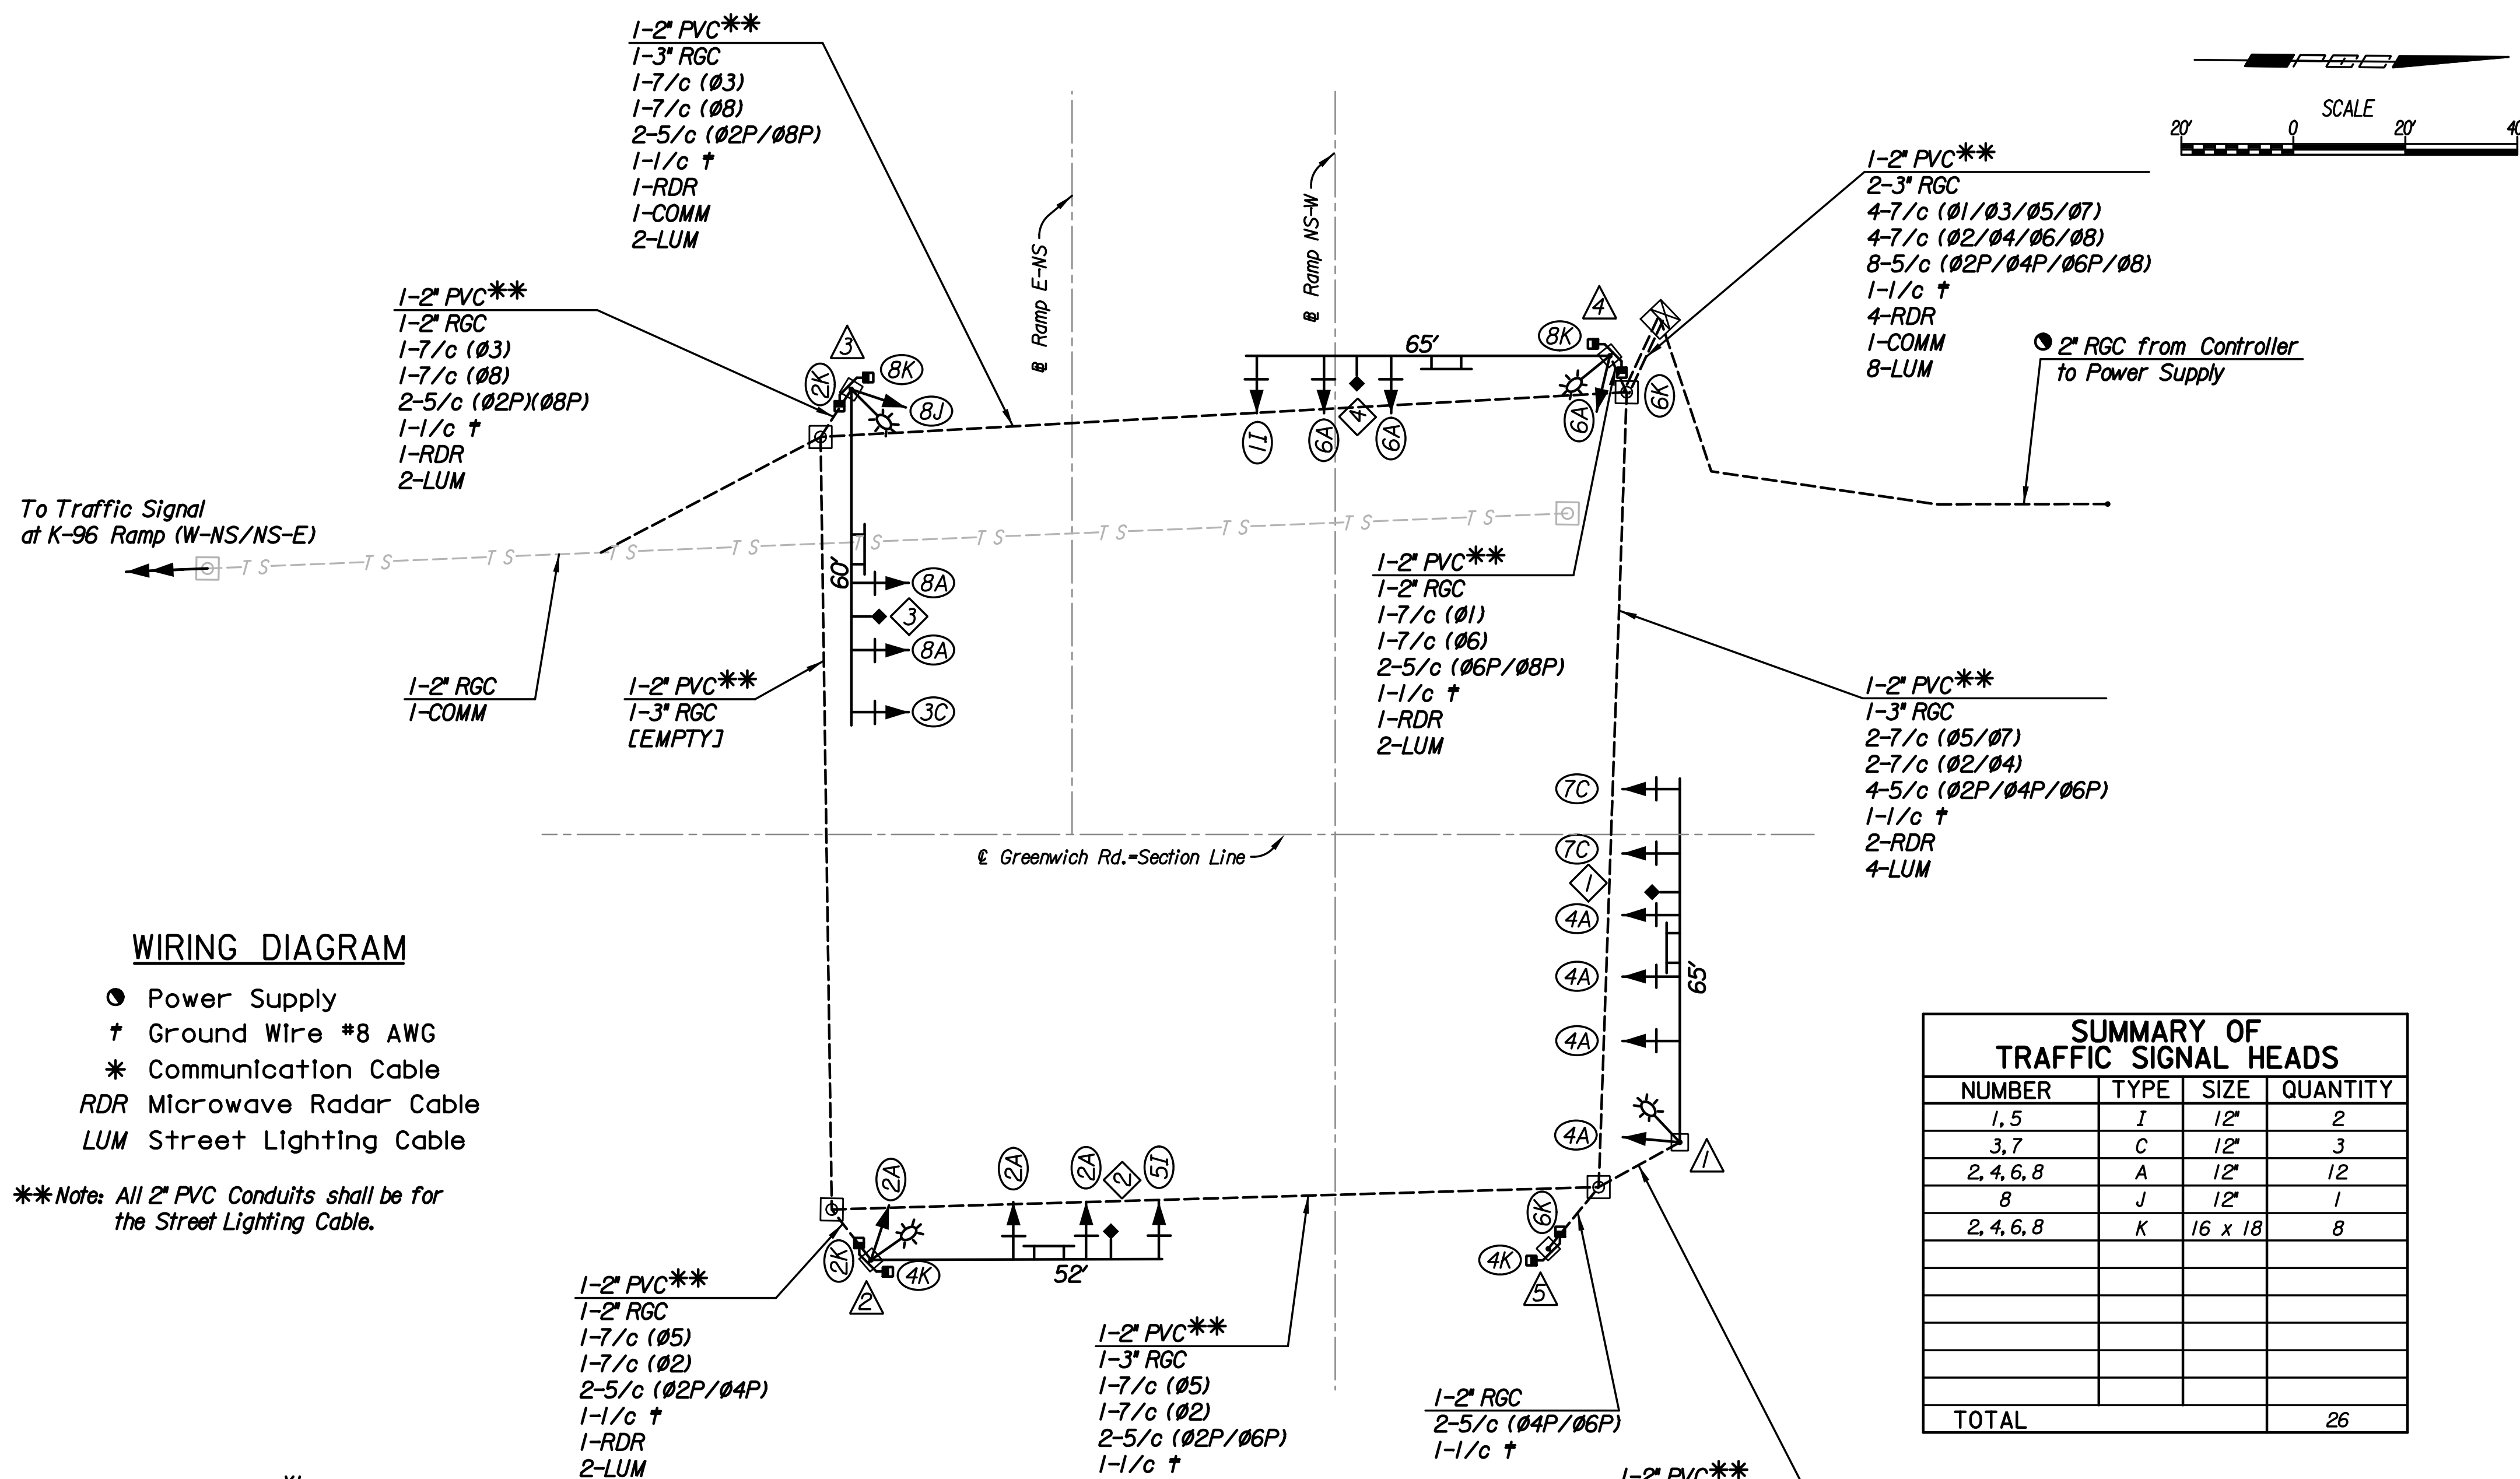 1-2" PVC**
1-3" RGC
1-7/c (Ø3)
1-7/c (Ø8)
2-5/c (Ø2P/Ø8P)
1-1/c †
1-RDR
1-COMM
2-LUM
SCALE
20' 0 20' 40
1-2" PVC**
2-3" RGC
4-7/c (Ø1/Ø3/Ø5/Ø7)
4-7/c (Ø2/Ø4/Ø6/Ø8)
8-5/c (Ø2P/Ø4P/Ø6P/Ø8)
1-1/c †
4-RDR
1-COMM
8-LUM
2" RGC from Controller
to Power Supply
℄ Ramp E-NS
℄ Ramp NS-W
1-2" PVC**
1-2" RGC
1-7/c (Ø3)
1-7/c (Ø8)
2-5/c (Ø2P)(Ø8P)
1-1/c †
1-RDR
2-LUM
3
2K
8K
8J
65'
8K
4
6K
6A
1I
6A
4
6A
To Traffic Signal
at K-96 Ramp (W-NS/NS-E)
T S T S T S T S T S T S T S T S T S T S T S
60'
8A
3
8A
3C
1-2" RGC
1-COMM
1-2" PVC**
1-3" RGC
[EMPTY]
1-2" PVC**
1-2" RGC
1-7/c (Ø1)
1-7/c (Ø6)
2-5/c (Ø6P/Ø8P)
1-1/c †
1-RDR
2-LUM
1-2" PVC**
1-3" RGC
2-7/c (Ø5/Ø7)
2-7/c (Ø2/Ø4)
4-5/c (Ø2P/Ø4P/Ø6P)
1-1/c †
2-RDR
4-LUM
7C
7C
1
4A
4A
65'
4A
4A
1
℄ Greenwich Rd.=Section Line
WIRING DIAGRAM
Power Supply
† Ground Wire #8 AWG
* Communication Cable
RDR Microwave Radar Cable
LUM Street Lighting Cable
**Note: All 2" PVC Conduits shall be for
the Street Lighting Cable.
2A
2A
2A
2
5I
2K
4K
2
52'
6K
4K
5
1-2" PVC**
1-2" RGC
1-7/c (Ø5)
1-7/c (Ø2)
2-5/c (Ø2P/Ø4P)
1-1/c †
1-RDR
2-LUM
1-2" PVC**
1-3" RGC
1-7/c (Ø5)
1-7/c (Ø2)
2-5/c (Ø2P/Ø6P)
1-1/c †
1-2" RGC
2-5/c (Ø4P/Ø6P)
1-1/c †
1-2" PVC**
SUMMARY OF
TRAFFIC SIGNAL HEADS
NUMBER TYPE SIZE QUANTITY
1, 5 I 12" 2
3, 7 C 12" 3
2, 4, 6, 8 A 12" 12
8 J 12" 1
2, 4, 6, 8 K 16 x 18 8
TOTAL 26